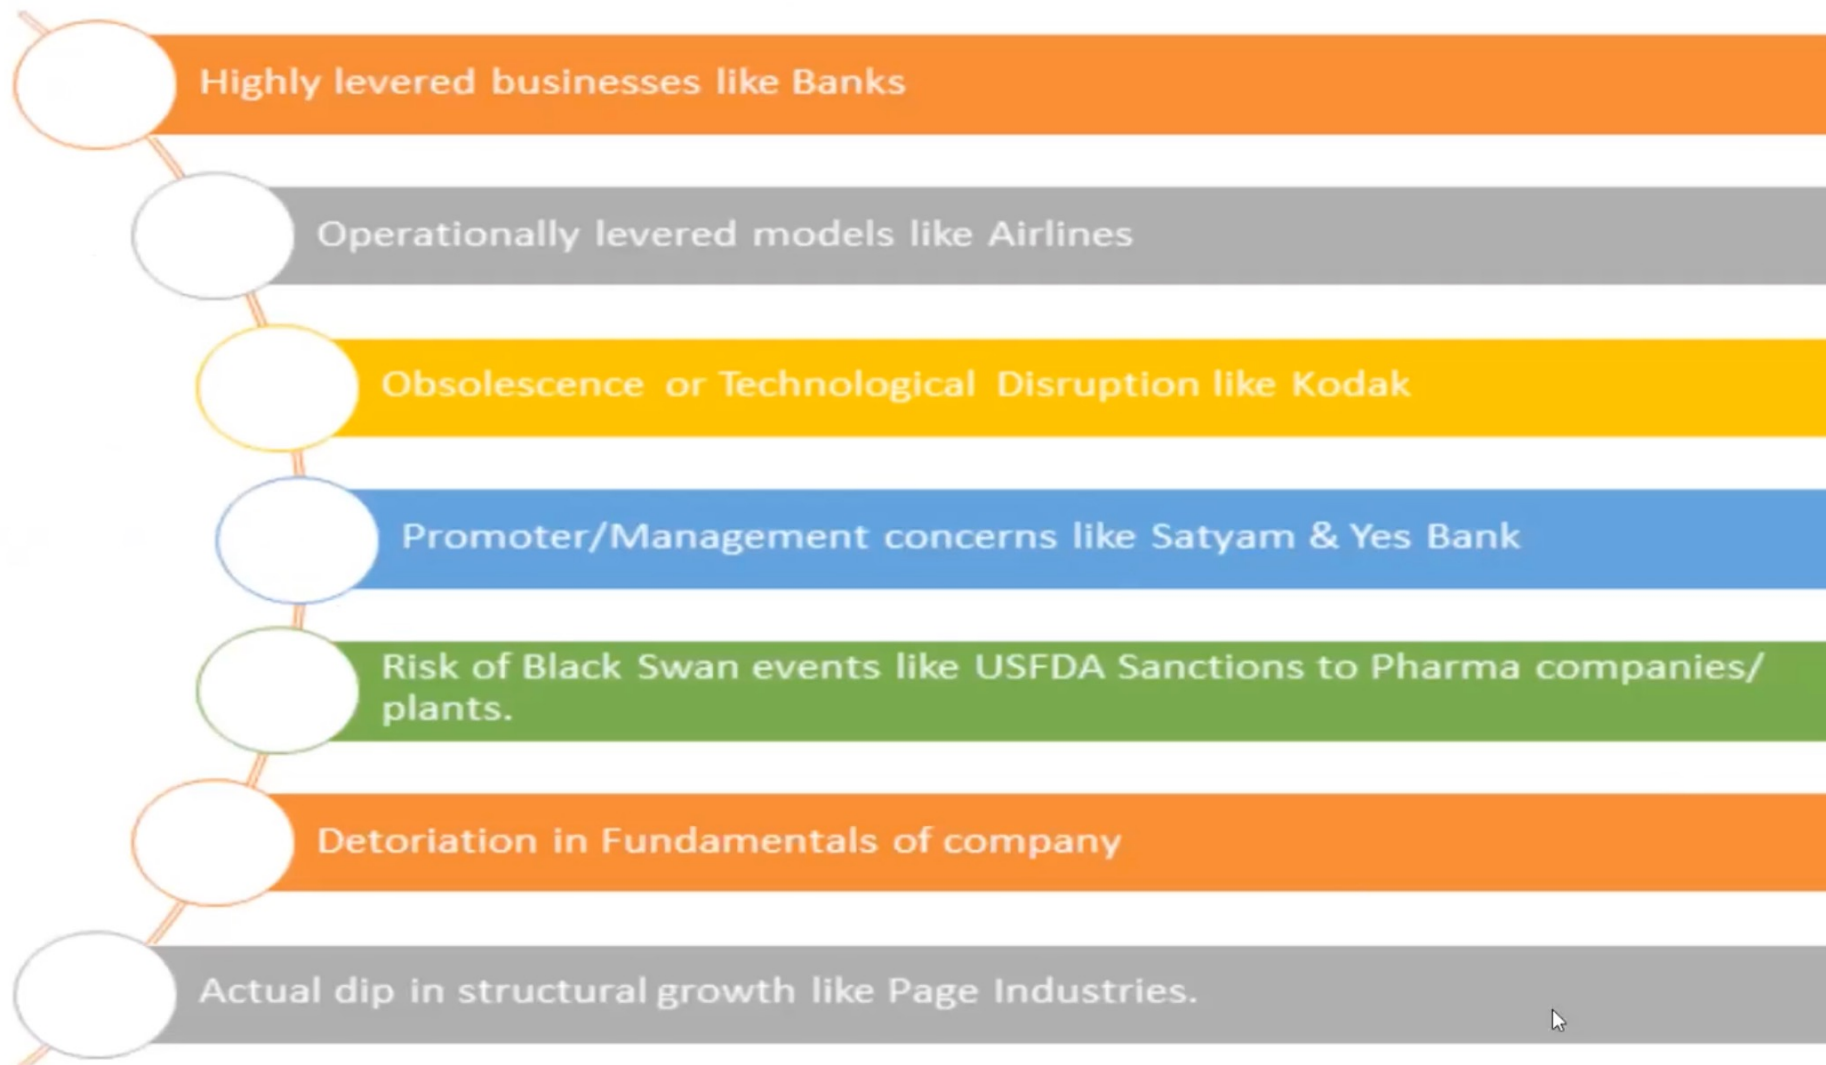 Highly levered businesses like Banks
Operationally levered models like Airlines
Obsolescence or Technological Disruption like Kodak
Promoter/Management concerns like Satyam & Yes Bank
Risk of Black Swan events like USFDA Sanctions to Pharma companies/
plants.
Detoriation in Fundamentals of company
Actual dip in structural growth like Page Industries.